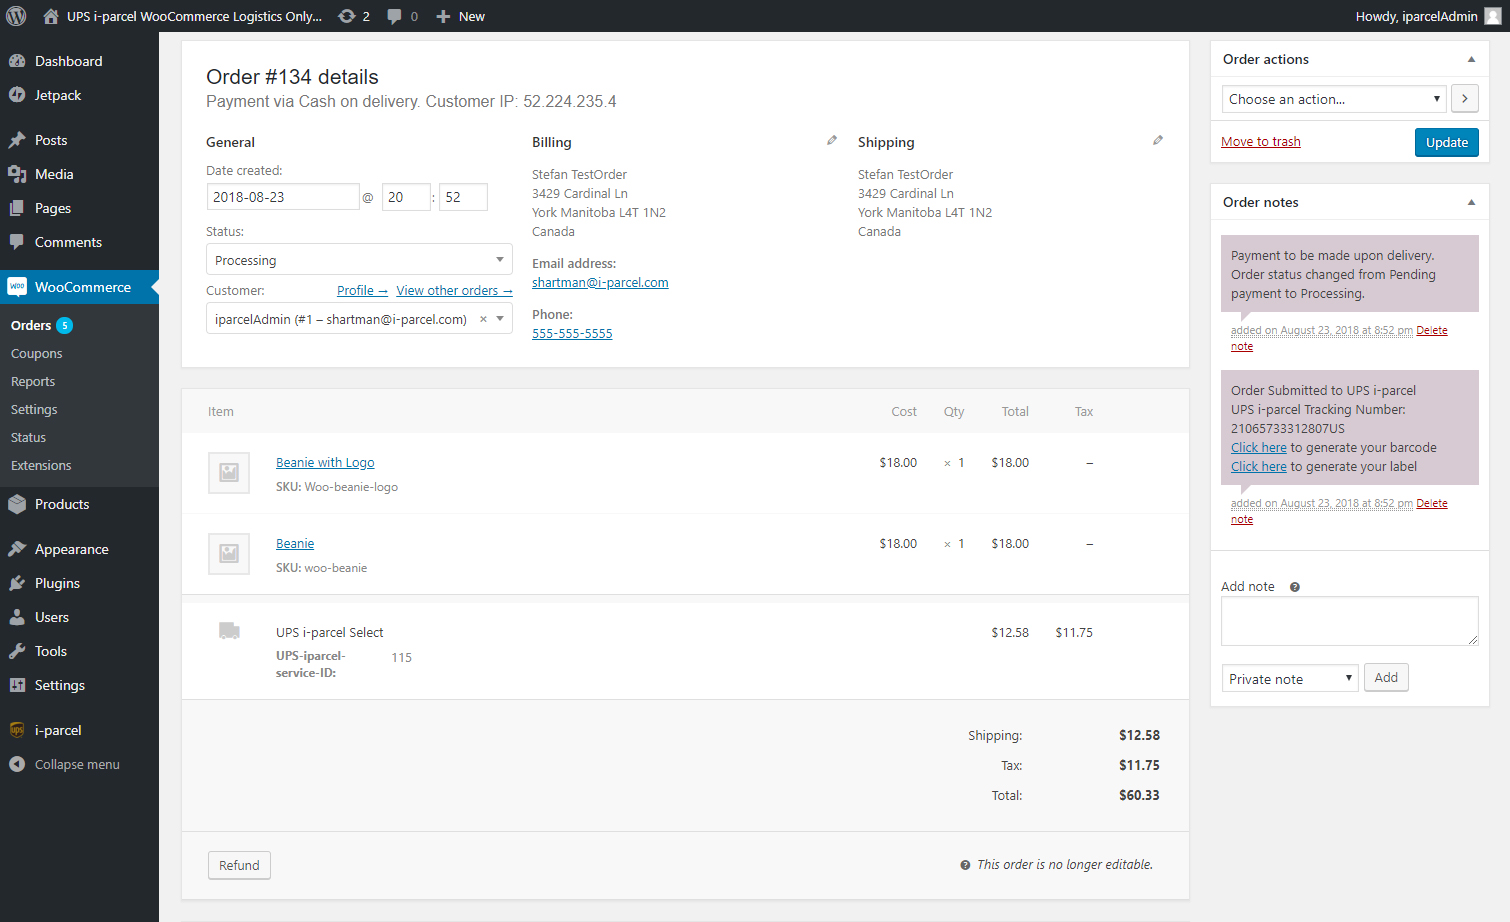 UPS i-parcel WooCommerce Logistics Only... 2 0 New Howdy, iparcelAdmin
Dashboard
Jetpack
Posts
Media
Pages
Comments
WooCommerce
Orders 5
Coupons
Reports
Settings
Status
Extensions
Products
Appearance
Plugins
Users
Tools
Settings
ups i-parcel
Collapse menu
Order #134 details
Payment via Cash on delivery. Customer IP: 52.224.235.4
General
Date created:
2018-08-23 @ 20 : 52
Status:
Processing
Customer: Profile → View other orders →
iparcelAdmin (#1 – shartman@i-parcel.com) ×
Billing
Stefan TestOrder
3429 Cardinal Ln
York Manitoba L4T 1N2
Canada
Email address:
shartman@i-parcel.com
Phone:
555-555-5555
Shipping
Stefan TestOrder
3429 Cardinal Ln
York Manitoba L4T 1N2
Canada
Item Cost Qty Total Tax
Beanie with Logo $18.00 × 1 $18.00 –
SKU: Woo-beanie-logo
Beanie $18.00 × 1 $18.00 –
SKU: woo-beanie
UPS i-parcel Select $12.58 $11.75
UPS-iparcel- 115
service-ID:
Shipping: $12.58
Tax: $11.75
Total: $60.33
Refund ? This order is no longer editable.
Order actions
Choose an action... >
Move to trash Update
Order notes
Payment to be made upon delivery.
Order status changed from Pending
payment to Processing.
added on August 23, 2018 at 8:52 pm Delete
note
Order Submitted to UPS i-parcel
UPS i-parcel Tracking Number:
21065733312807US
Click here to generate your barcode
Click here to generate your label
added on August 23, 2018 at 8:52 pm Delete
note
Add note ?
Private note Add